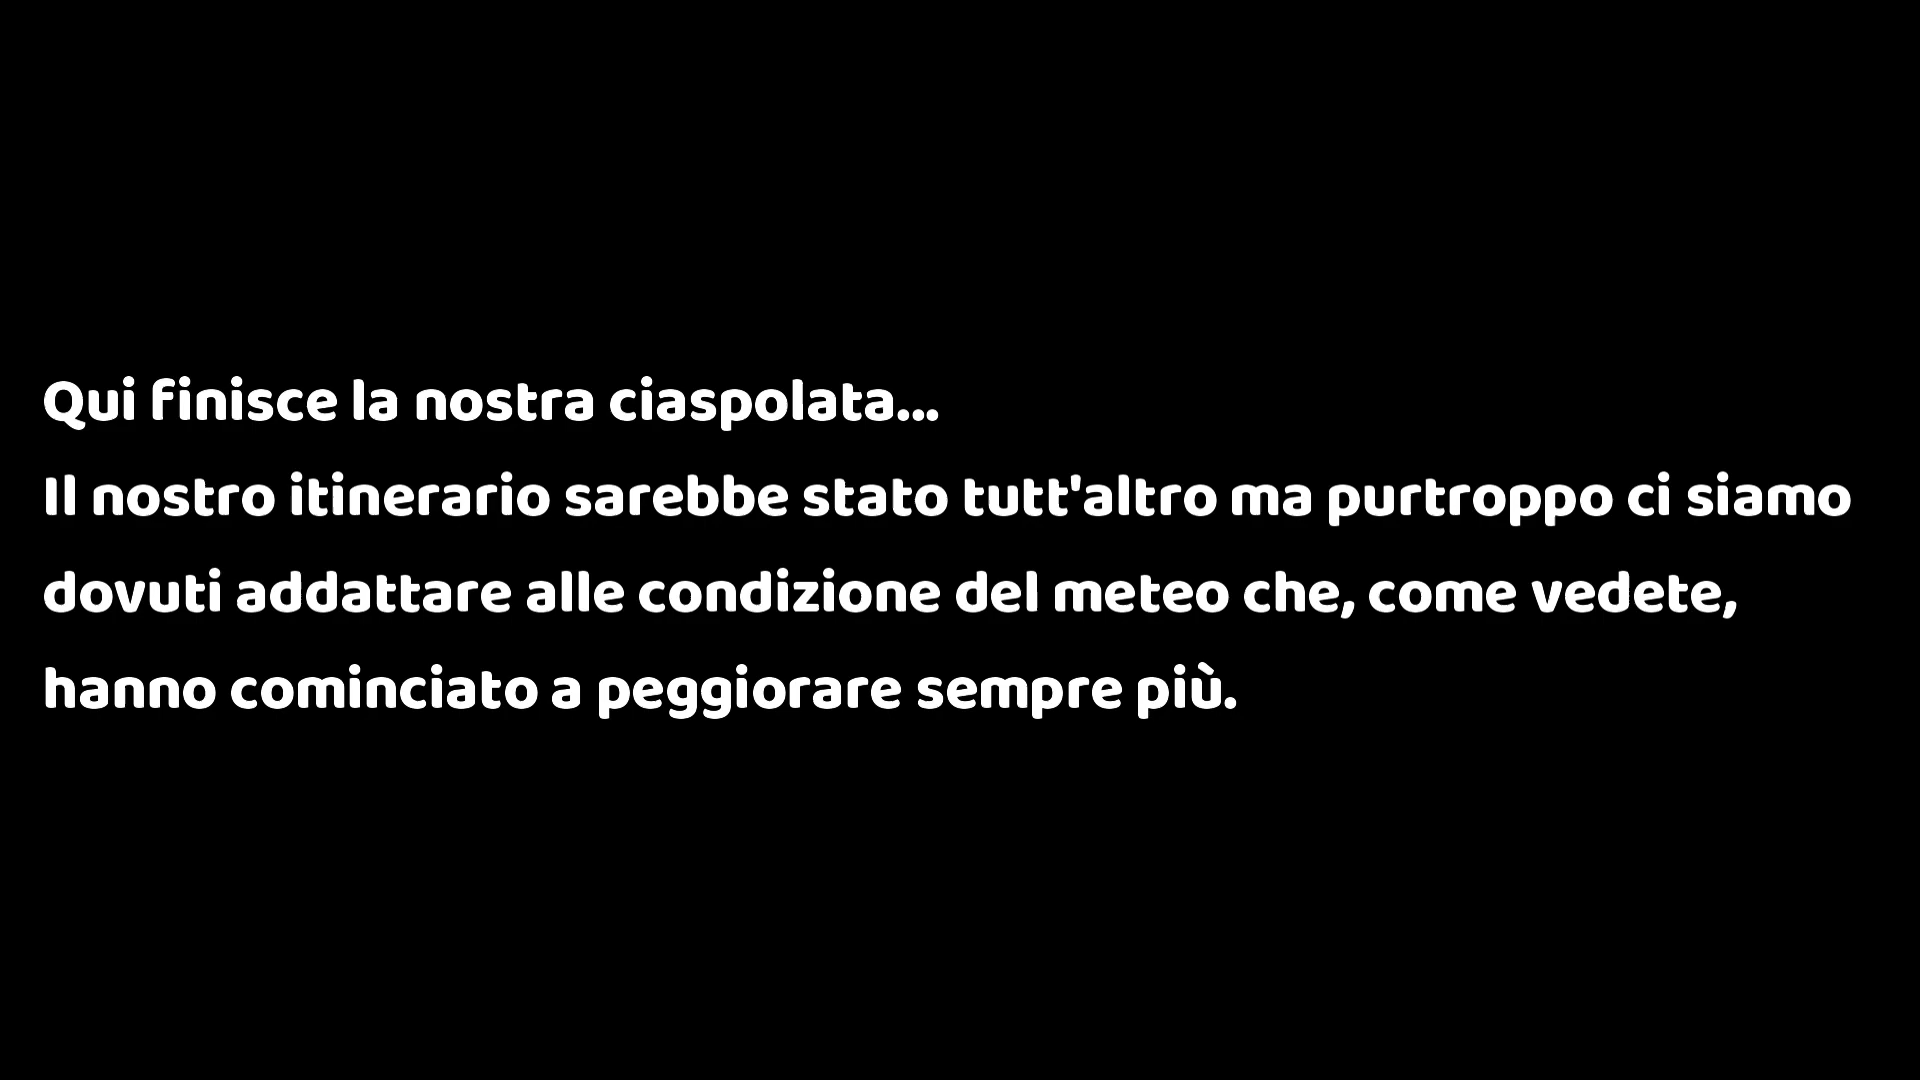 Qui finisce la nostra ciaspolata...
Il nostro itinerario sarebbe stato tutt'altro ma purtroppo ci siamo
dovuti addattare alle condizione del meteo che, come vedete,
hanno cominciato a peggiorare sempre più.